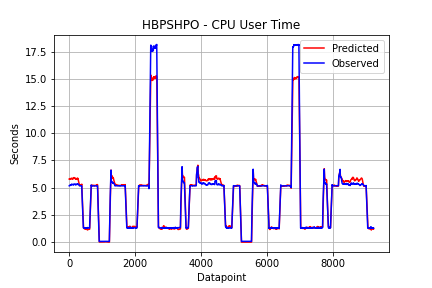 HBPSHPO - CPU User Time
Predicted
Observed
17.5
15.0
12.5
10.0
7.5
5.0
2.5
0.0
Seconds
0 2000 4000 6000 8000
Datapoint